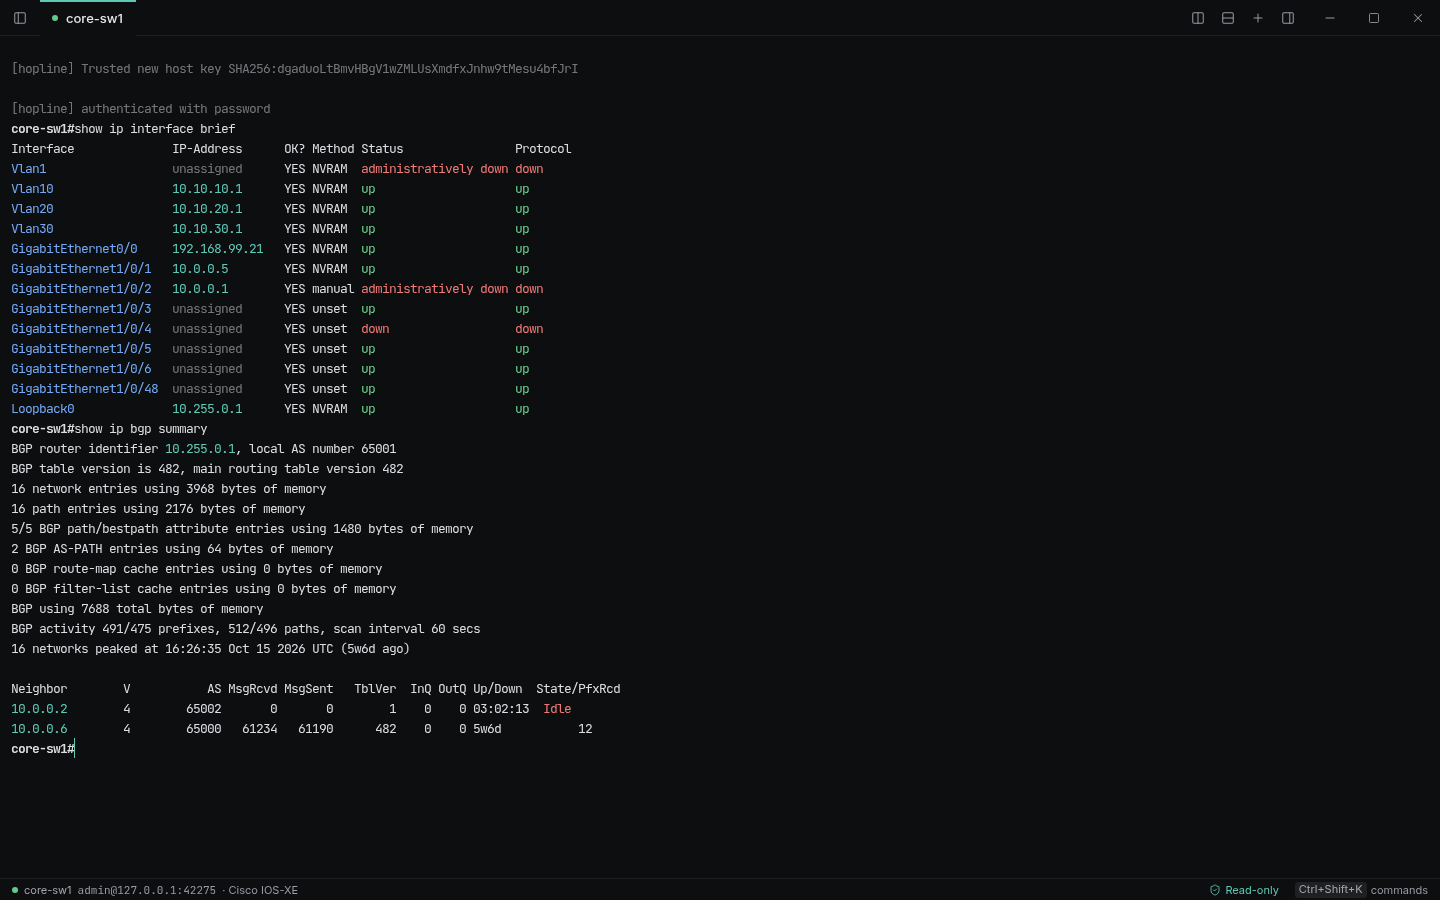 core-sw1
[hopline] Trusted new host key SHA256:dgaduoLtBmvHBgV1wZMLUsXmdfxJnhw9tMesu4bfJrI
[hopline] authenticated with password
core-sw1#show ip interface brief
Interface              IP-Address      OK? Method Status                Protocol
Vlan1                  unassigned      YES NVRAM  administratively down down
Vlan10                 10.10.10.1      YES NVRAM  up                    up
Vlan20                 10.10.20.1      YES NVRAM  up                    up
Vlan30                 10.10.30.1      YES NVRAM  up                    up
GigabitEthernet0/0     192.168.99.21   YES NVRAM  up                    up
GigabitEthernet1/0/1   10.0.0.5        YES NVRAM  up                    up
GigabitEthernet1/0/2   10.0.0.1        YES manual administratively down down
GigabitEthernet1/0/3   unassigned      YES unset  up                    up
GigabitEthernet1/0/4   unassigned      YES unset  down                  down
GigabitEthernet1/0/5   unassigned      YES unset  up                    up
GigabitEthernet1/0/6   unassigned      YES unset  up                    up
GigabitEthernet1/0/48  unassigned      YES unset  up                    up
Loopback0              10.255.0.1      YES NVRAM  up                    up
core-sw1#show ip bgp summary
BGP router identifier 10.255.0.1, local AS number 65001
BGP table version is 482, main routing table version 482
16 network entries using 3968 bytes of memory
16 path entries using 2176 bytes of memory
5/5 BGP path/bestpath attribute entries using 1480 bytes of memory
2 BGP AS-PATH entries using 64 bytes of memory
0 BGP route-map cache entries using 0 bytes of memory
0 BGP filter-list cache entries using 0 bytes of memory
BGP using 7688 total bytes of memory
BGP activity 491/475 prefixes, 512/496 paths, scan interval 60 secs
16 networks peaked at 16:26:35 Oct 15 2026 UTC (5w6d ago)
Neighbor        V           AS MsgRcvd MsgSent   TblVer  InQ OutQ Up/Down  State/PfxRcd
10.0.0.2        4        65002       0       0        1    0    0 03:02:13  Idle
10.0.0.6        4        65000   61234   61190      482    0    0 5w6d           12
core-sw1#
core-sw1 admin@127.0.0.1:42275 · Cisco IOS-XE Read-only Ctrl+Shift+K commands